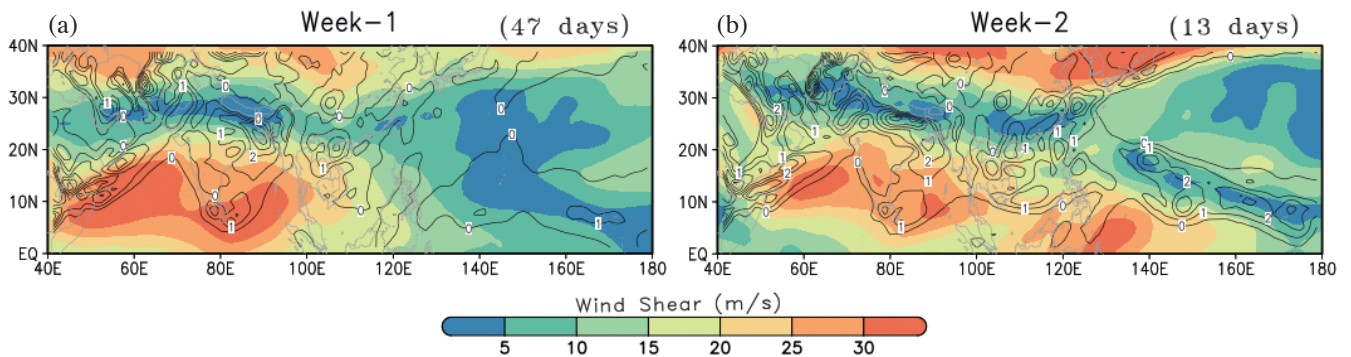 (a) Week-1 (47 days)
(b) Week-2 (13 days)
40N
30N
20N
10N
EQ
40E 60E 80E 100E 120E 140E 160E 180
40N
30N
20N
10N
EQ
40E 60E 80E 100E 120E 140E 160E 180
Wind Shear (m/s)
5 10 15 20 25 30